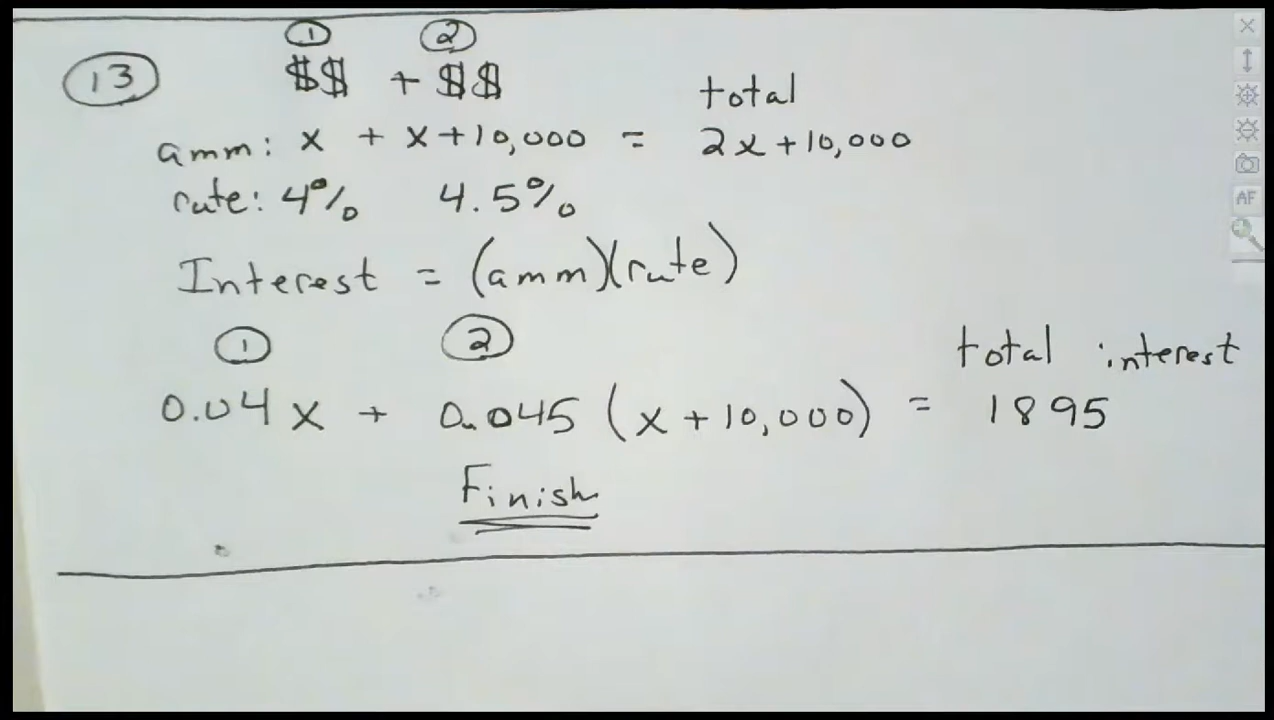 ① ②
⑬ $$ + $$ total
amm: x + x+10,000 = 2x+10,000
rate: 4% 4.5%
Interest = (amm)(rate)
① ② total interest
0.04x + 0.045 (x+10,000) = 1895
Finish
AF